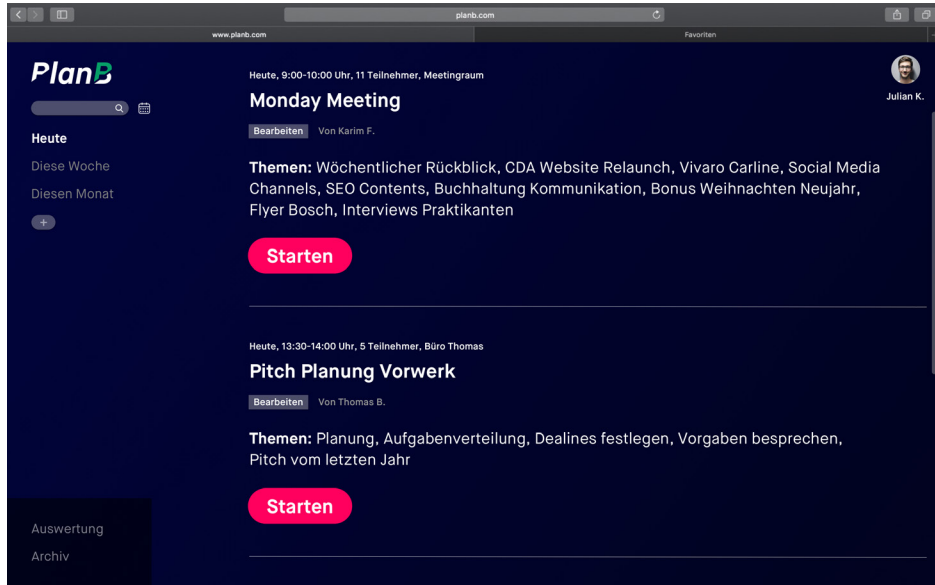 planb.com
www.planb.com
Favoriten
PlanB
Heute
Diese Woche
Diesen Monat
+
Auswertung
Archiv
Julian K.
Heute, 9:00-10:00 Uhr, 11 Teilnehmer, Meetingraum
Monday Meeting
Bearbeiten Von Karim F.
Themen: Wöchentlicher Rückblick, CDA Website Relaunch, Vivaro Carline, Social Media
Channels, SEO Contents, Buchhaltung Kommunikation, Bonus Weihnachten Neujahr,
Flyer Bosch, Interviews Praktikanten
Starten
Heute, 13:30-14:00 Uhr, 5 Teilnehmer, Büro Thomas
Pitch Planung Vorwerk
Bearbeiten Von Thomas B.
Themen: Planung, Aufgabenverteilung, Dealines festlegen, Vorgaben besprechen,
Pitch vom letzten Jahr
Starten